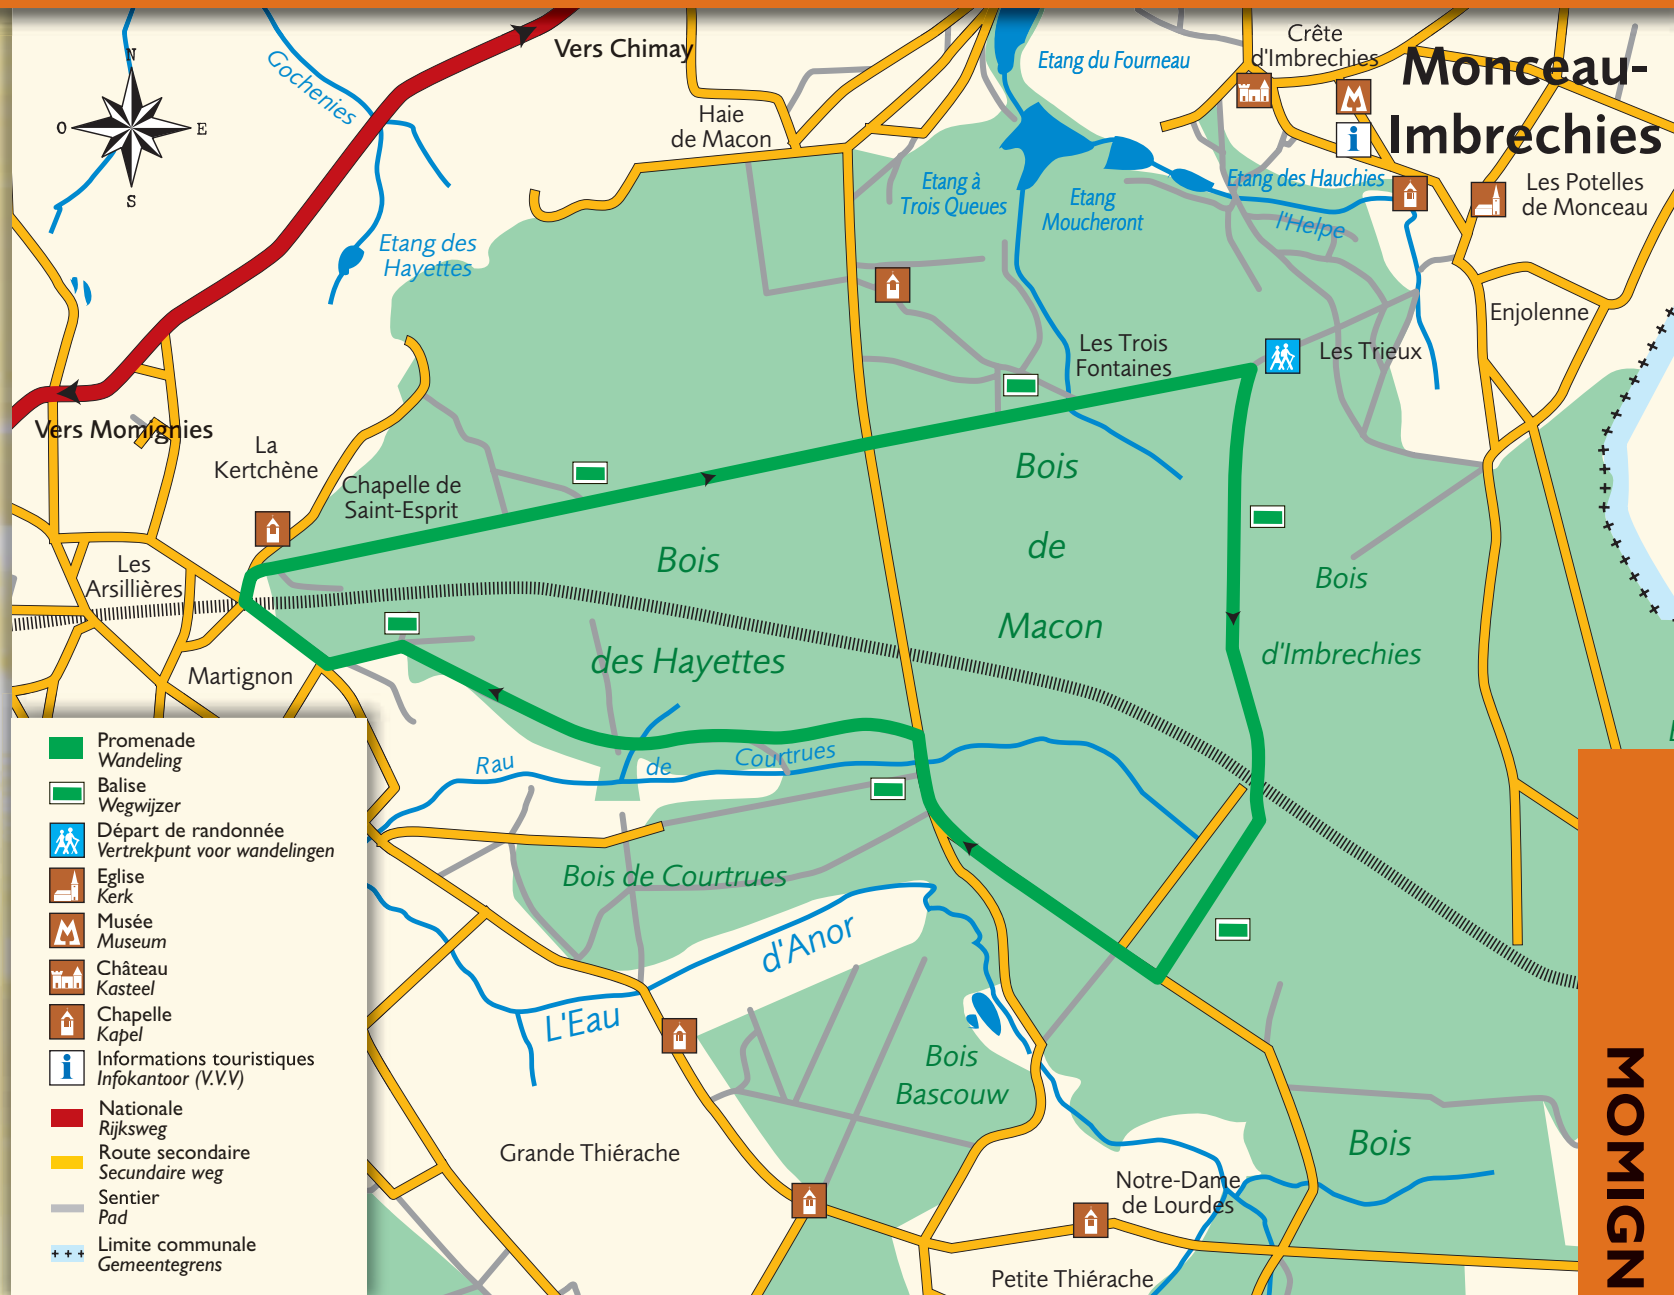 Vers Chimay
Gochenies
N
O
E
S
Haie
de Macon
Etang du Fourneau
Crête
d'Imbrechies
Monceau-
Imbrechies
M
i
Etang à
Trois Queues
Etang
Moucheront
Etang des Hauchies
l'Helpe
Les Potelles
de Monceau
Etang des
Hayettes
Enjolenne
Les Trois
Fontaines
Les Trieux
Vers Momignies
La
Kertchène
Chapelle de
Saint-Esprit
Bois
de
Macon
Bois
des Hayettes
Bois
d'Imbrechies
Les
Arsillières
Martignon
Rau
de
Courtrues
Bois de Courtrues
L'Eau
d'Anor
Bois
Bascouw
Bois
Grande Thiérache
Notre-Dame
de Lourdes
Petite Thiérache
Promenade
Wandeling
Balise
Wegwijzer
Départ de randonnée
Vertrekpunt voor wandelingen
Eglise
Kerk
M
Musée
Museum
Château
Kasteel
Chapelle
Kapel
i
Informations touristiques
Infokantoor (V.V.V)
Nationale
Rijksweg
Route secondaire
Secundaire weg
Sentier
Pad
Limite communale
Gemeentegrens
MOMIGN